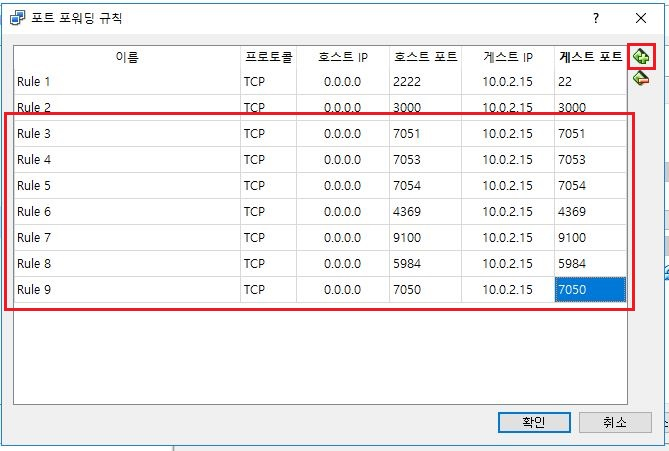 포트 포워딩 규칙
이름 프로토콜 호스트 IP 호스트 포트 게스트 IP 게스트 포트
Rule 1 TCP 0.0.0.0 2222 10.0.2.15 22
Rule 2 TCP 0.0.0.0 3000 10.0.2.15 3000
Rule 3 TCP 0.0.0.0 7051 10.0.2.15 7051
Rule 4 TCP 0.0.0.0 7053 10.0.2.15 7053
Rule 5 TCP 0.0.0.0 7054 10.0.2.15 7054
Rule 6 TCP 0.0.0.0 4369 10.0.2.15 4369
Rule 7 TCP 0.0.0.0 9100 10.0.2.15 9100
Rule 8 TCP 0.0.0.0 5984 10.0.2.15 5984
Rule 9 TCP 0.0.0.0 7050 10.0.2.15 7050
확인 취소